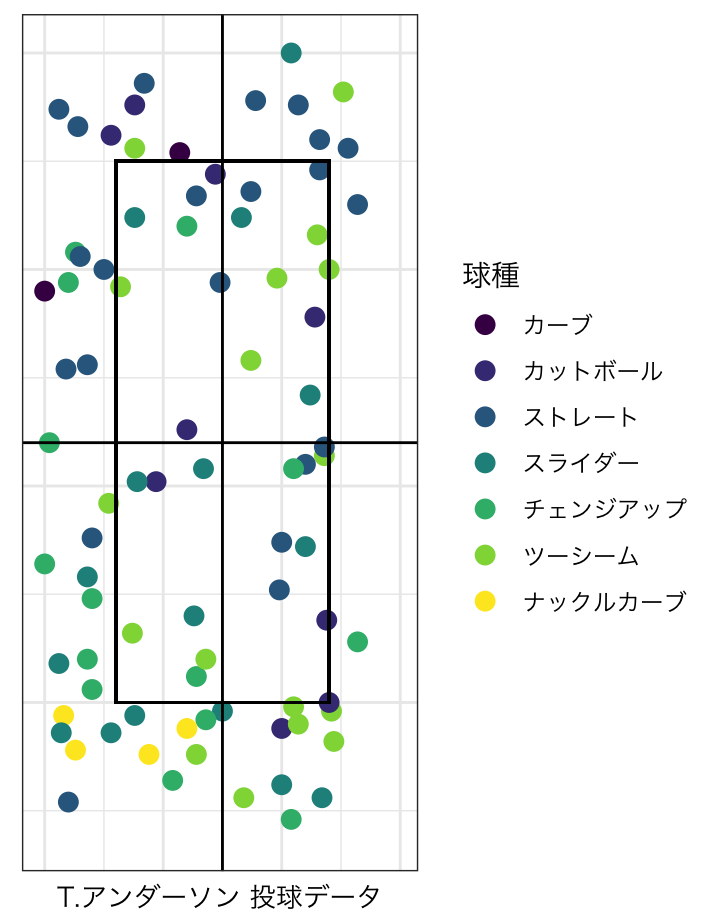 球種
カーブ
カットボール
ストレート
スライダー
チェンジアップ
ツーシーム
ナックルカーブ
T.アンダーソン 投球データ